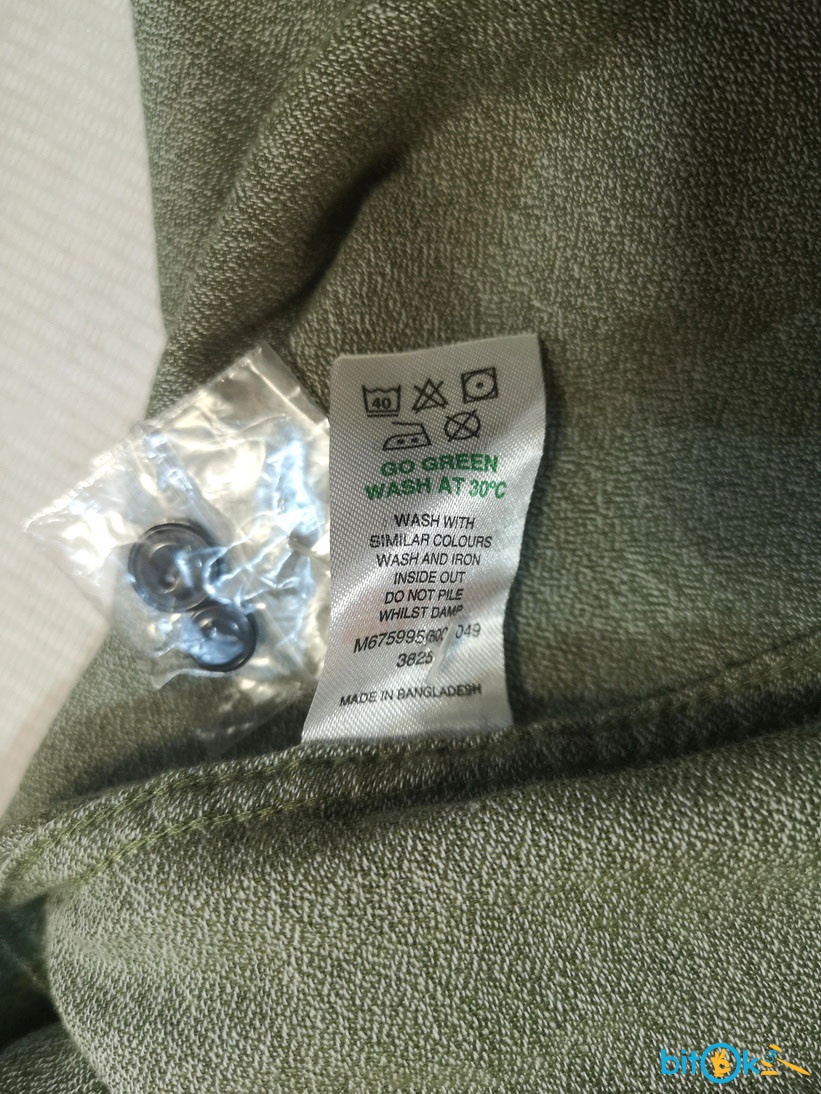 40
GO GREEN
WASH AT 30°C
WASH WITH
SIMILAR COLOURS
WASH AND IRON
INSIDE OUT
DO NOT PILE
WHILST DAMP
3625
MADE IN BANGLADESH
bitOk